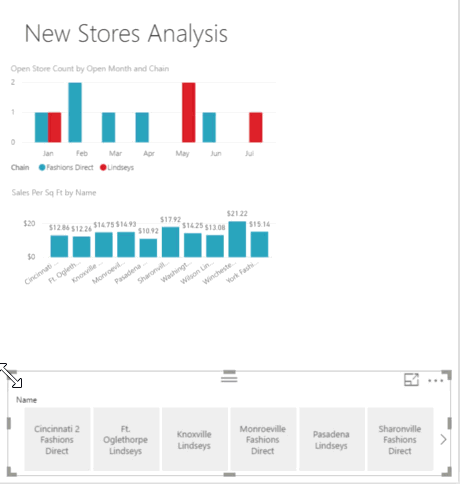 New Stores Analysis
Open Store Count by Open Month and Chain
2
1
0
Jan Feb Mar Apr May Jun Jul
Chain Fashions Direct Lindseys
Sales Per Sq Ft by Name
$20
$0
$12.86 $12.26 $14.75 $14.93 $10.92 $17.92 $14.25 $13.08 $21.22 $15.14
Cincinnati ... Ft. Ogleth... Knoxville ... Monroevil... Pasadena ... Sharonvill... Washingt... Wilson Lin... Wincheste... York Fashi...
Name
Cincinnati 2
Fashions
Direct
Ft.
Oglethorpe
Lindseys
Knoxville
Lindseys
Monroeville
Fashions
Direct
Pasadena
Lindseys
Sharonville
Fashions
Direct